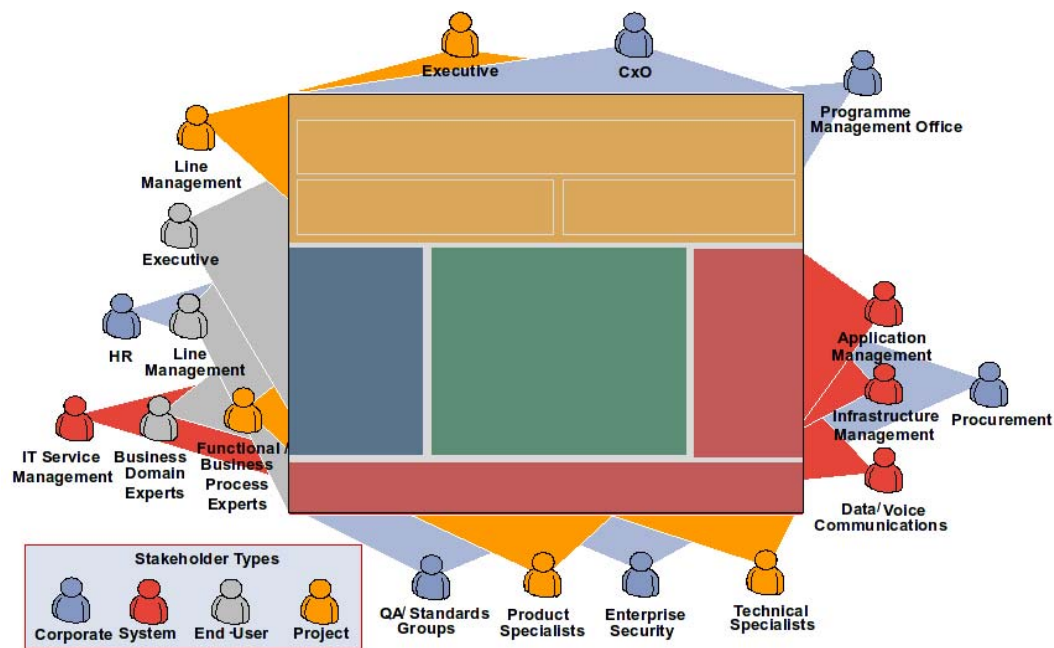 Executive
CxO
Programme
Management Office
Line
Management
Executive
HR
Line
Management
Application
Management
Infrastructure
Management
Procurement
IT Service
Management
Business
Domain
Experts
Functional /
Business
Process
Experts
Data/Voice
Communications
QA/ Standards
Groups
Product
Specialists
Enterprise
Security
Technical
Specialists
Stakeholder Types
Corporate
System
End -User
Project